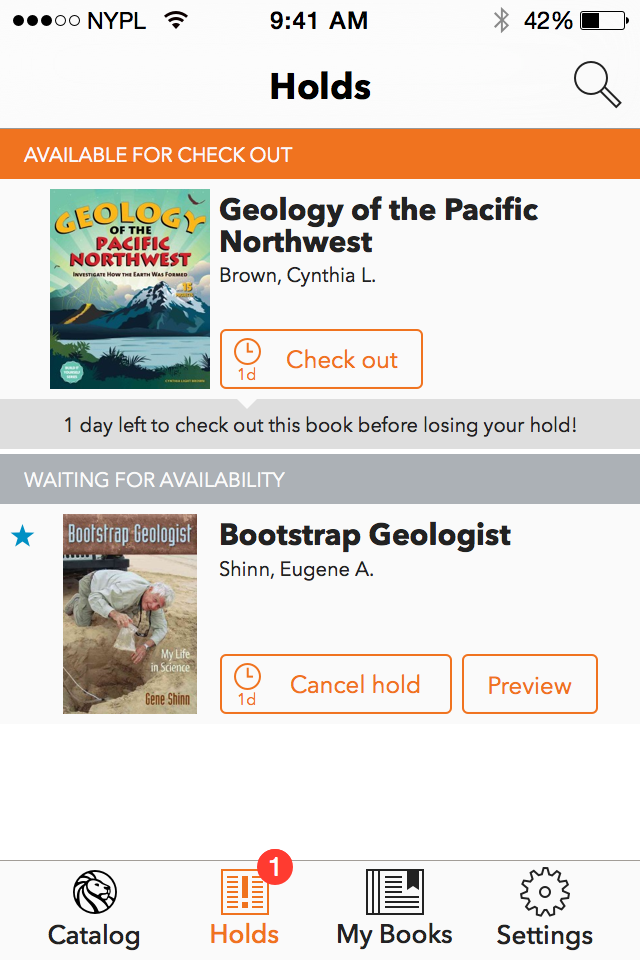 NYPL 9:41 AM 42%
Holds
AVAILABLE FOR CHECK OUT
GEOLOGY
OF THE
PACIFIC
NORTHWEST
INVESTIGATE HOW THE EARTH WAS FORMED
15
Geology of the Pacific
Northwest
Brown, Cynthia L.
1d
Check out
1 day left to check out this book before losing your hold!
WAITING FOR AVAILABILITY
Bootstrap Geologist
My Life
in Science
Gene Shinn
Bootstrap Geologist
Shinn, Eugene A.
1d
Cancel hold
Preview
1
Catalog
Holds
My Books
Settings